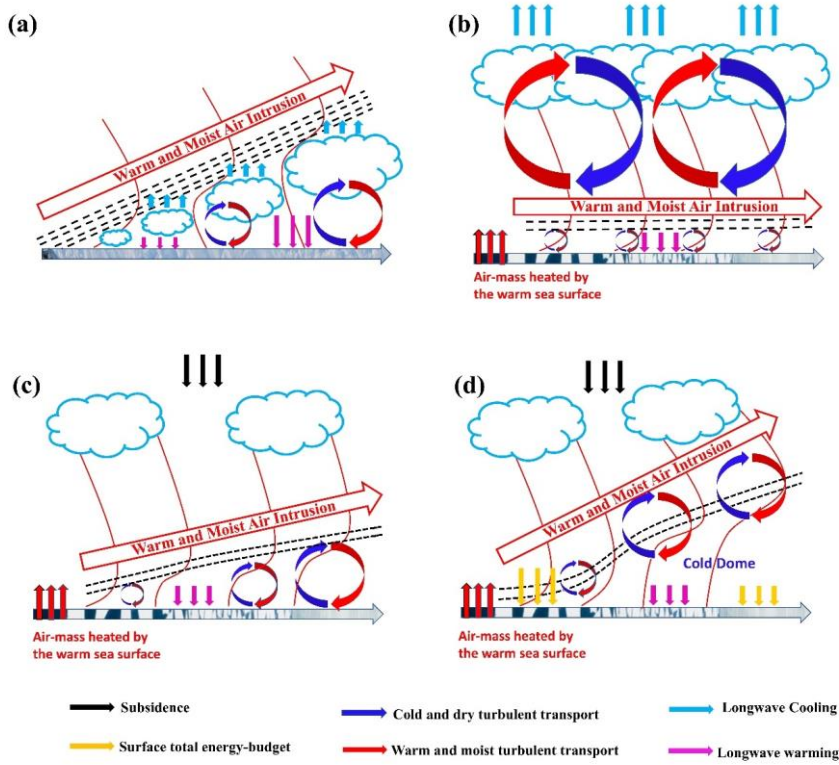 (a)
Warm and Moist Air Intrusion
(b)
Warm and Moist Air Intrusion
Air-mass heated by
the warm sea surface
(c)
Warm and Moist Air Intrusion
Air-mass heated by
the warm sea surface
(d)
Warm and Moist Air Intrusion
Cold Dome
Air-mass heated by
the warm sea surface
Subsidence
Cold and dry turbulent transport
Longwave Cooling
Surface total energy-budget
Warm and moist turbulent transport
Longwave warming